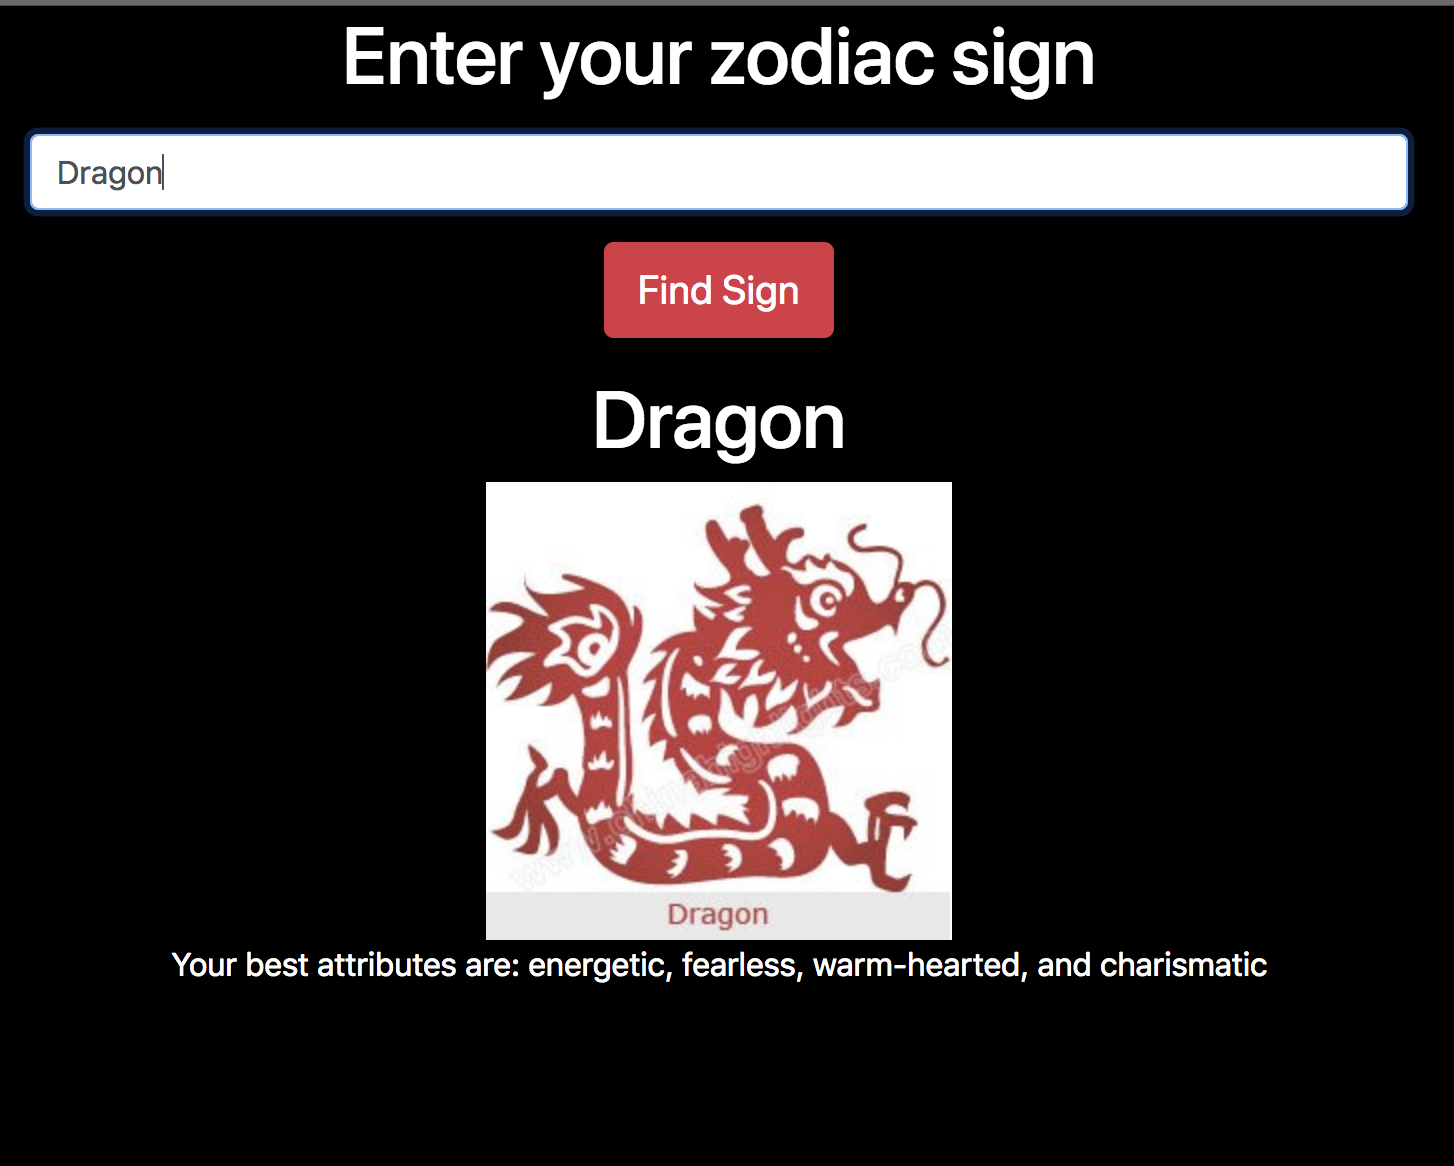 Enter your zodiac sign
Dragon
Find Sign
Dragon
Dragon
Your best attributes are: energetic, fearless, warm-hearted, and charismatic